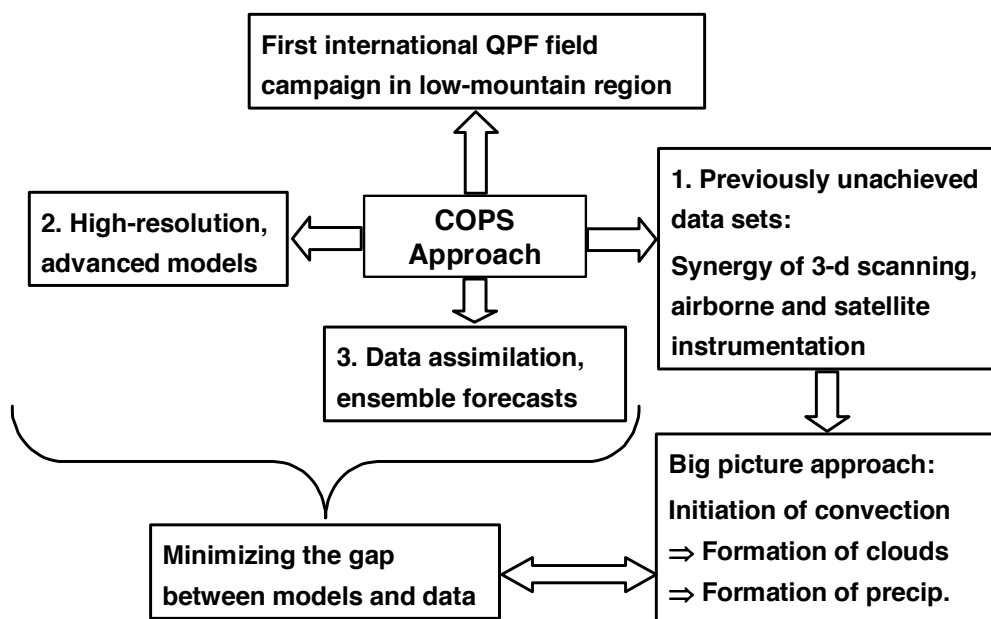 First international QPF field
campaign in low-mountain region
1. Previously unachieved
data sets:
Synergy of 3-d scanning,
airborne and satellite
instrumentation
2. High-resolution,
advanced models
COPS
Approach
3. Data assimilation,
ensemble forecasts
Big picture approach:
Initiation of convection
⇒ Formation of clouds
⇒ Formation of precip.
Minimizing the gap
between models and data